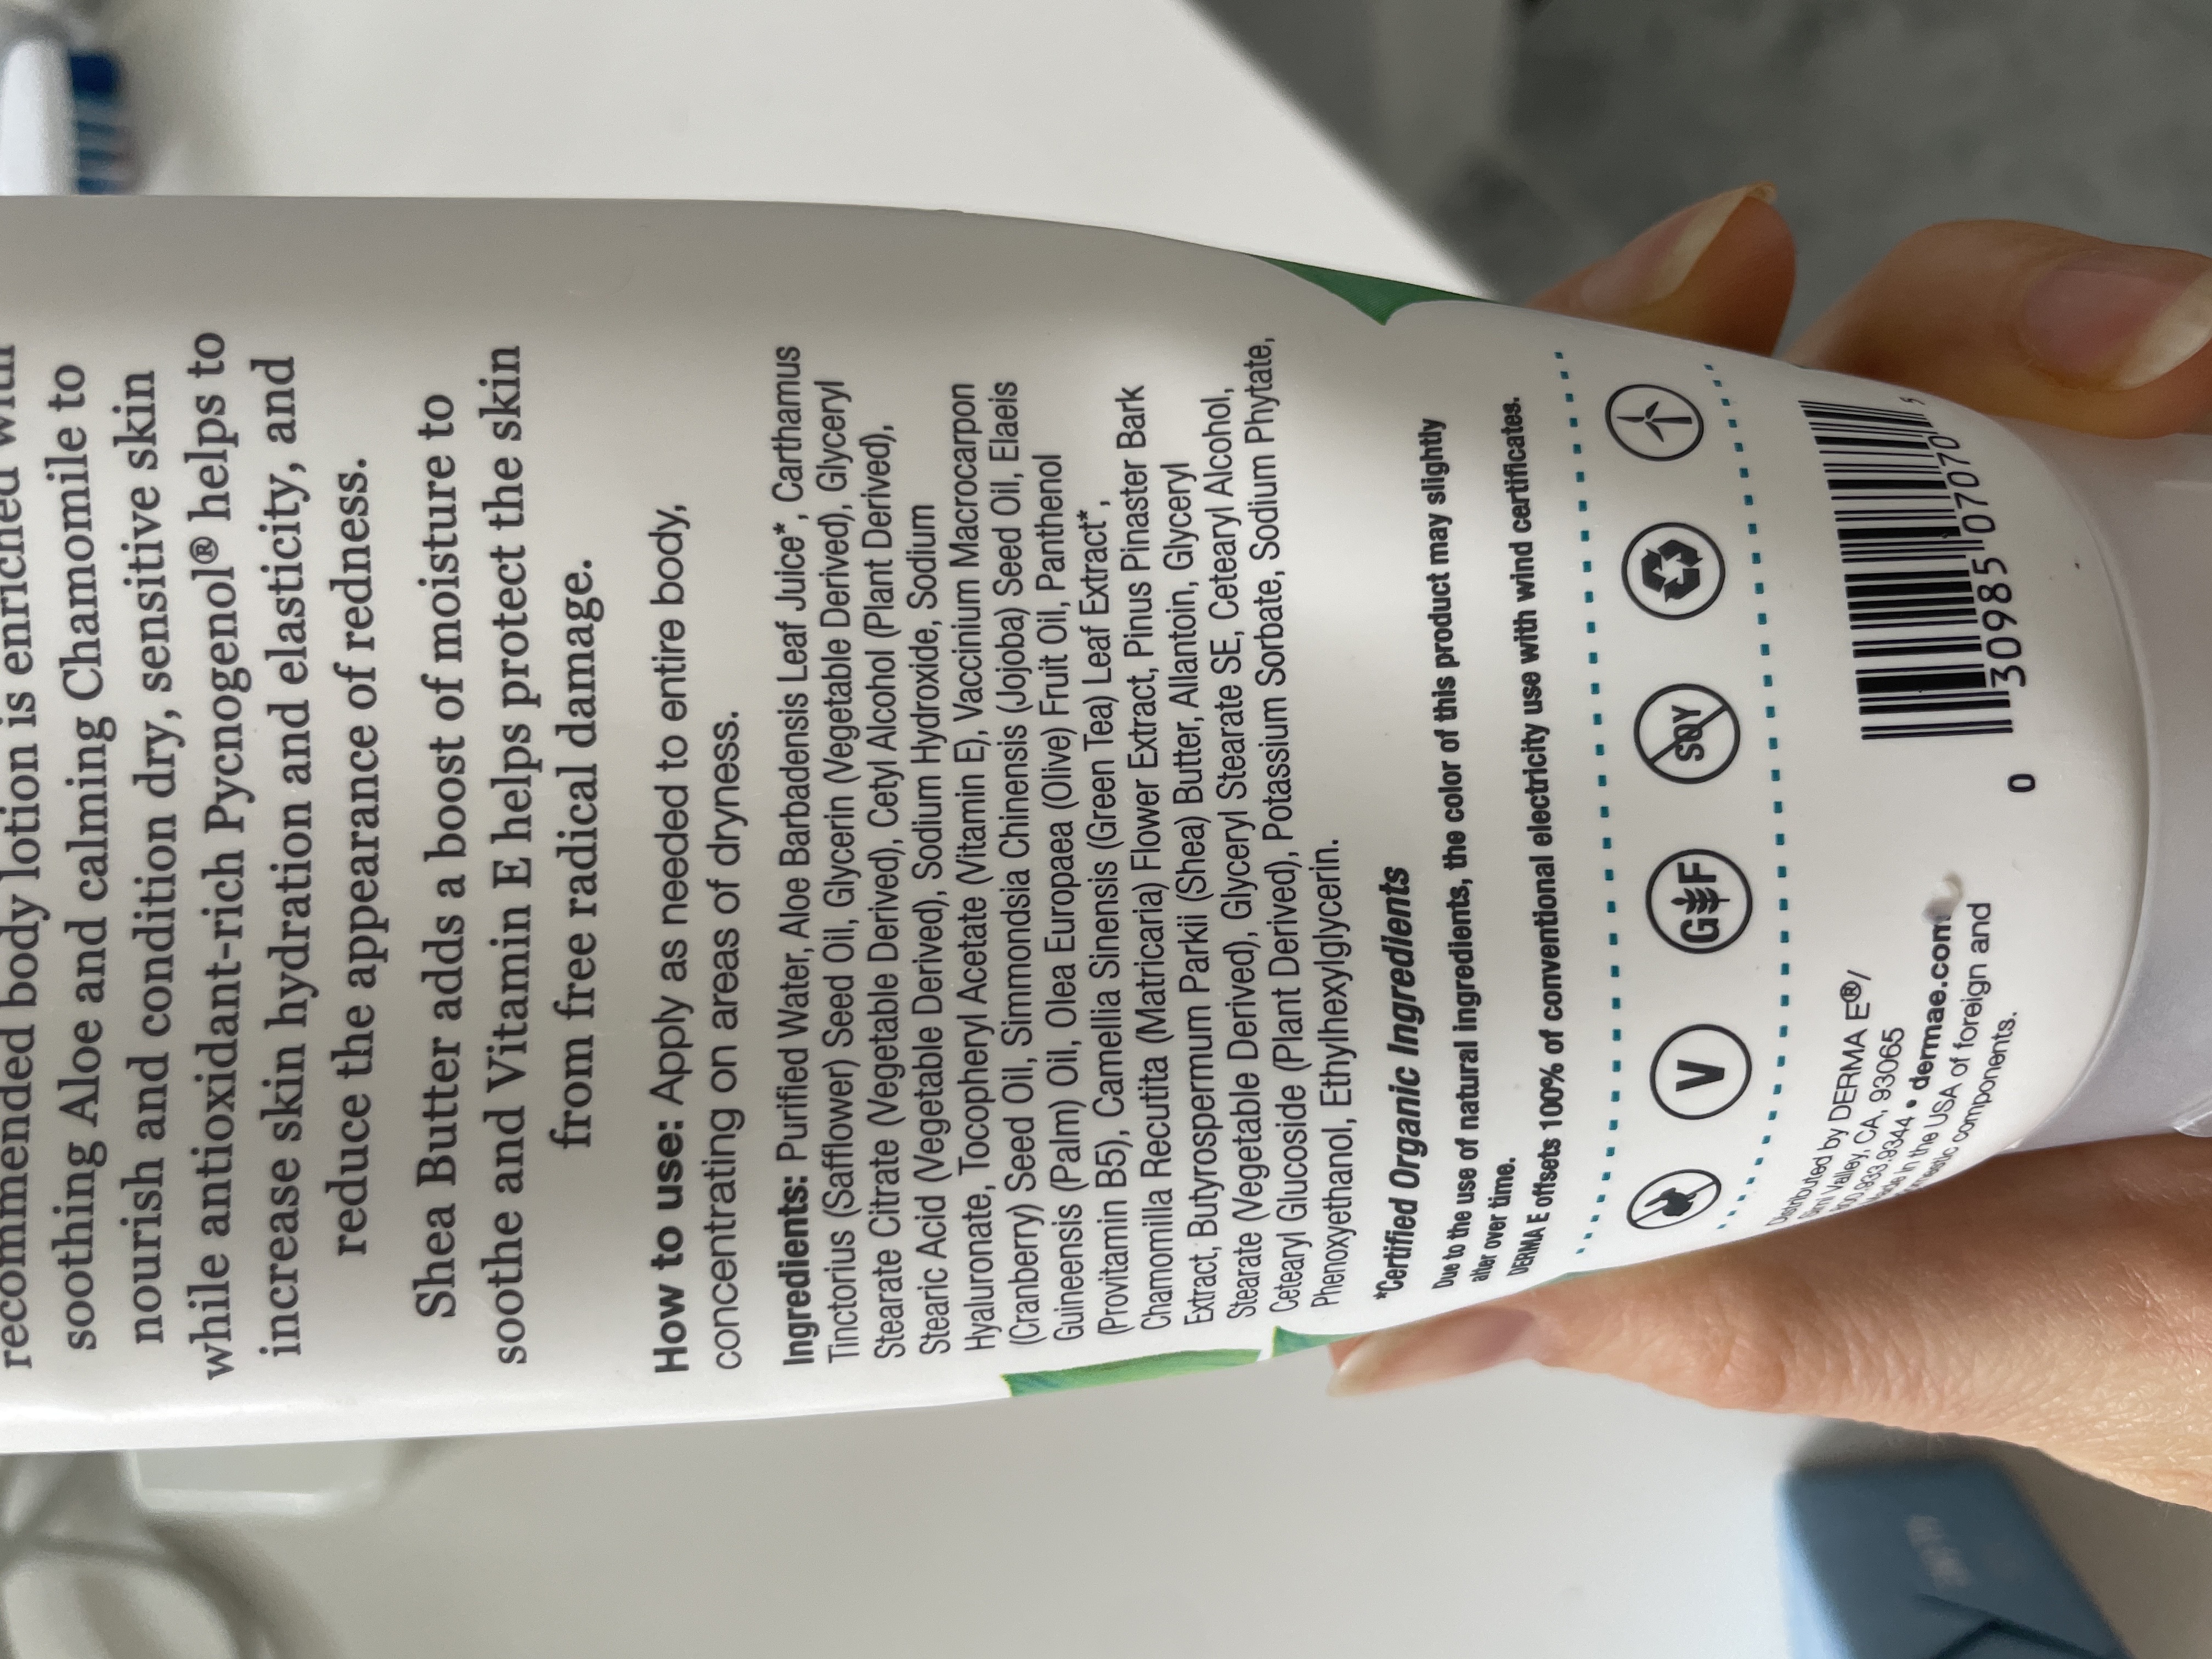 recommended body lotion is enriched with
soothing Aloe and calming Chamomile to
nourish and condition dry, sensitive skin
while antioxidant-rich Pycnogenol® helps to
increase skin hydration and elasticity, and
reduce the appearance of redness.
Shea Butter adds a boost of moisture to
soothe and Vitamin E helps protect the skin
from free radical damage.
How to use: Apply as needed to entire body,
concentrating on areas of dryness.
Ingredients: Purified Water, Aloe Barbadensis Leaf Juice*, Carthamus
Tinctorius (Safflower) Seed Oil, Glycerin (Vegetable Derived), Glyceryl
Stearate Citrate (Vegetable Derived), Cetyl Alcohol (Plant Derived),
Stearic Acid (Vegetable Derived), Sodium Hydroxide, Sodium
Hyaluronate, Tocopheryl Acetate (Vitamin E), Vaccinium Macrocarpon
(Cranberry) Seed Oil, Simmondsia Chinensis (Jojoba) Seed Oil, Elaeis
Guineensis (Palm) Oil, Olea Europaea (Olive) Fruit Oil, Panthenol
(Provitamin B5), Camellia Sinensis (Green Tea) Leaf Extract*,
Chamomilla Recutita (Matricaria) Flower Extract, Pinus Pinaster Bark
Extract, Butyrospermum Parkii (Shea) Butter, Allantoin, Glyceryl
Stearate (Vegetable Derived), Glyceryl Stearate SE, Cetearyl Alcohol,
Cetearyl Glucoside (Plant Derived), Potassium Sorbate, Sodium Phytate,
Phenoxyethanol, Ethylhexylglycerin.
*Certified Organic Ingredients
Due to the use of natural ingredients, the color of this product may slightly
alter over time.
DERMA E offsets 100% of conventional electricity use with wind certificates.
V GF SOY
Distributed by DERMA E®/
Simi Valley, CA, 93065
800.933.9344 • dermae.com
Made in the USA of foreign and
domestic components.
0 30985 07070 5